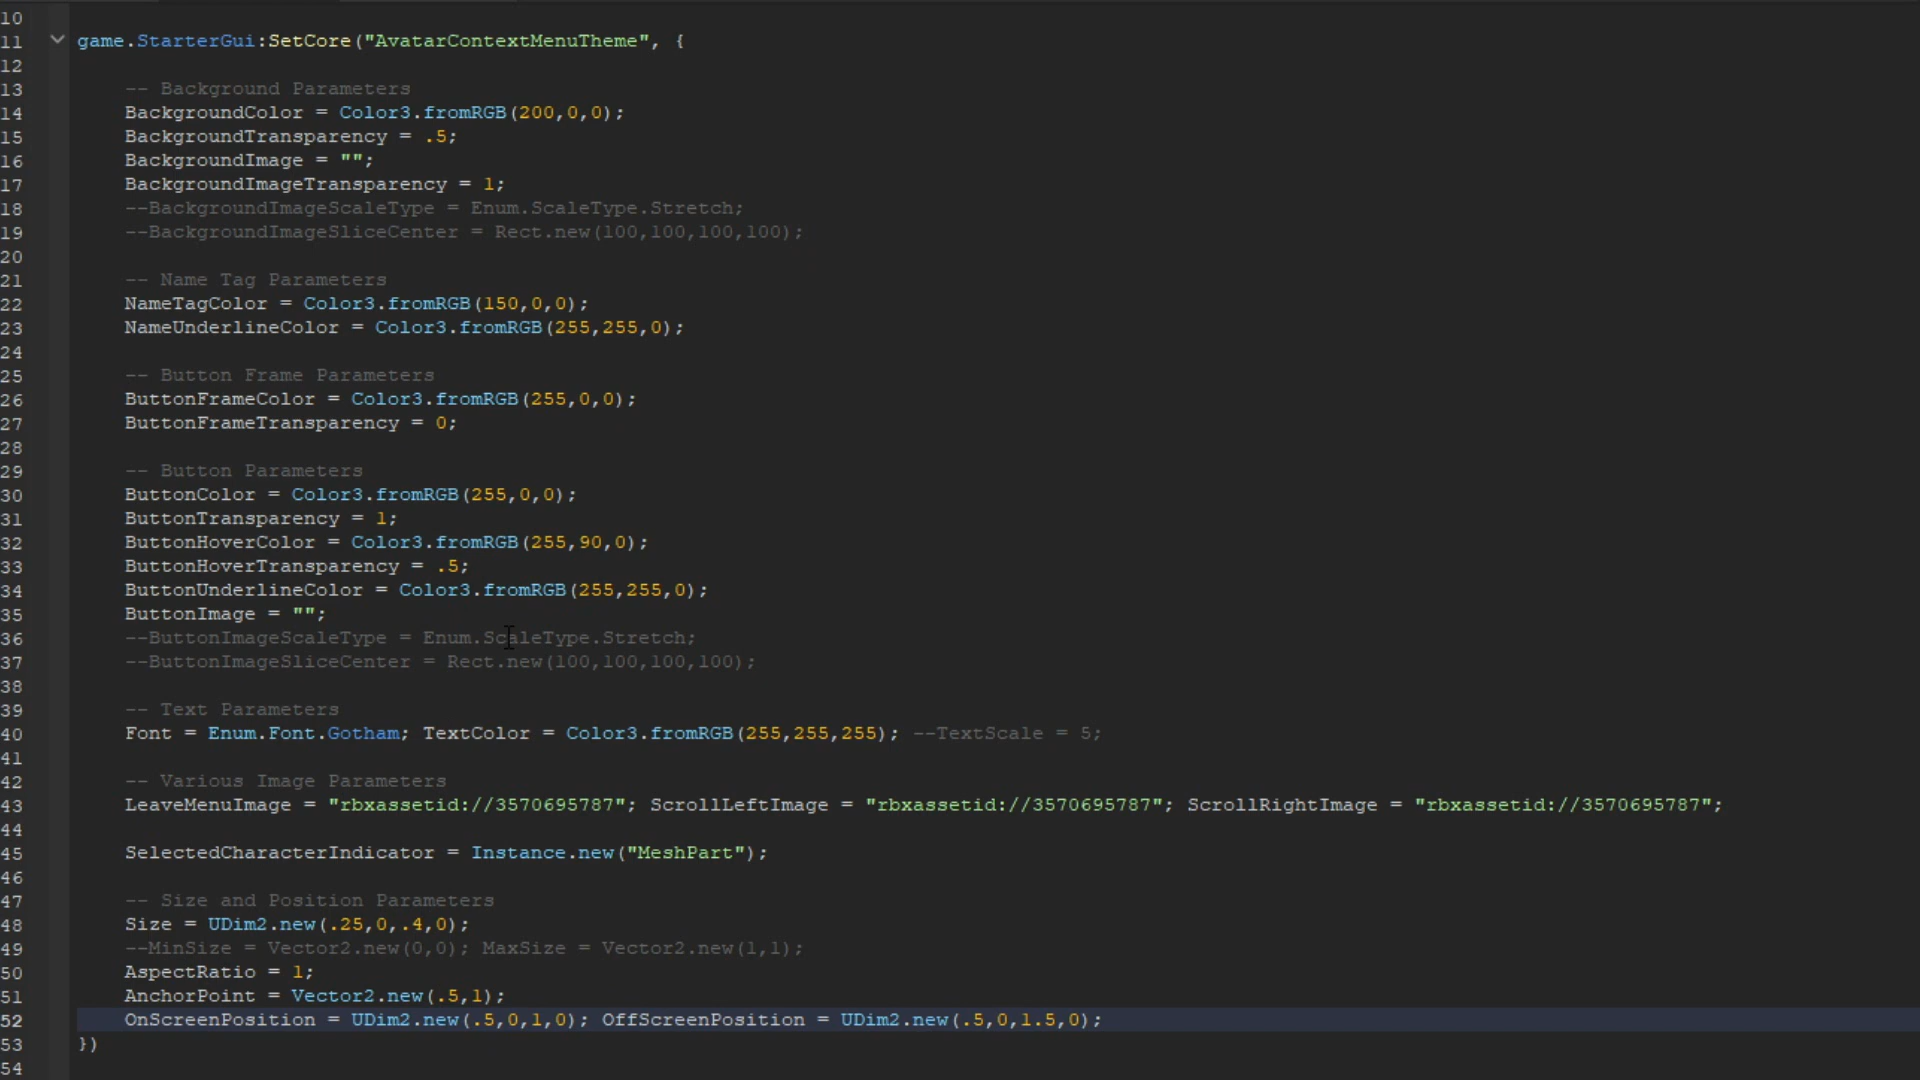 10
11 game.StarterGui:SetCore("AvatarContextMenuTheme", {
12
13 -- Background Parameters
14 BackgroundColor = Color3.fromRGB(200,0,0);
15 BackgroundTransparency = .5;
16 BackgroundImage = "";
17 BackgroundImageTransparency = 1;
18 --BackgroundImageScaleType = Enum.ScaleType.Stretch;
19 --BackgroundImageSliceCenter = Rect.new(100,100,100,100);
20
21 -- Name Tag Parameters
22 NameTagColor = Color3.fromRGB(150,0,0);
23 NameUnderlineColor = Color3.fromRGB(255,255,0);
24
25 -- Button Frame Parameters
26 ButtonFrameColor = Color3.fromRGB(255,0,0);
27 ButtonFrameTransparency = 0;
28
29 -- Button Parameters
30 ButtonColor = Color3.fromRGB(255,0,0);
31 ButtonTransparency = 1;
32 ButtonHoverColor = Color3.fromRGB(255,90,0);
33 ButtonHoverTransparency = .5;
34 ButtonUnderlineColor = Color3.fromRGB(255,255,0);
35 ButtonImage = "";
36 --ButtonImageScaleType = Enum.ScaleType.Stretch;
37 --ButtonImageSliceCenter = Rect.new(100,100,100,100);
38
39 -- Text Parameters
40 Font = Enum.Font.Gotham; TextColor = Color3.fromRGB(255,255,255); --TextScale = 5;
41
42 -- Various Image Parameters
43 LeaveMenuImage = "rbxassetid://3570695787"; ScrollLeftImage = "rbxassetid://3570695787"; ScrollRightImage = "rbxassetid://3570695787";
44
45 SelectedCharacterIndicator = Instance.new("MeshPart");
46
47 -- Size and Position Parameters
48 Size = UDim2.new(.25,0,.4,0);
49 --MinSize = Vector2.new(0,0); MaxSize = Vector2.new(1,1);
50 AspectRatio = 1;
51 AnchorPoint = Vector2.new(.5,1);
52 OnScreenPosition = UDim2.new(.5,0,1,0); OffScreenPosition = UDim2.new(.5,0,1.5,0);
53 })
54